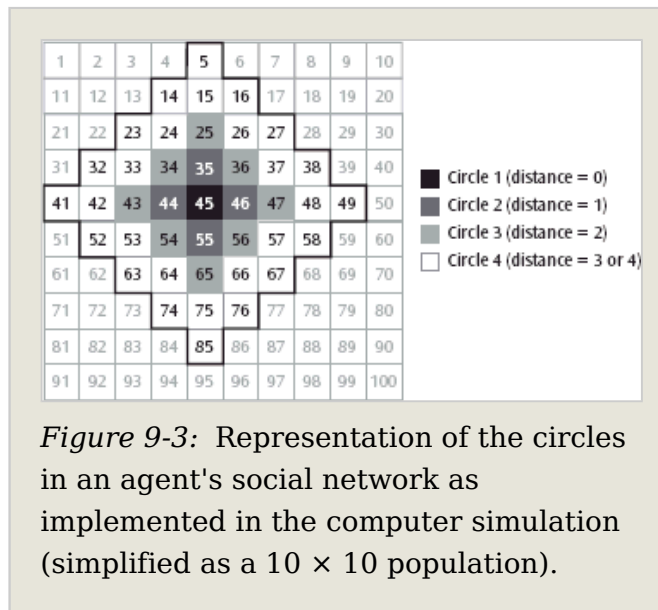 1 2 3 4 5 6 7 8 9 10
11 12 13 14 15 16 17 18 19 20
21 22 23 24 25 26 27 28 29 30
31 32 33 34 35 36 37 38 39 40
41 42 43 44 45 46 47 48 49 50
51 52 53 54 55 56 57 58 59 60
61 62 63 64 65 66 67 68 69 70
71 72 73 74 75 76 77 78 79 80
81 82 83 84 85 86 87 88 89 90
91 92 93 94 95 96 97 98 99 100
Circle 1 (distance = 0)
Circle 2 (distance = 1)
Circle 3 (distance = 2)
Circle 4 (distance = 3 or 4)
Figure 9-3: Representation of the circles
in an agent's social network as
implemented in the computer simulation
(simplified as a 10 × 10 population).